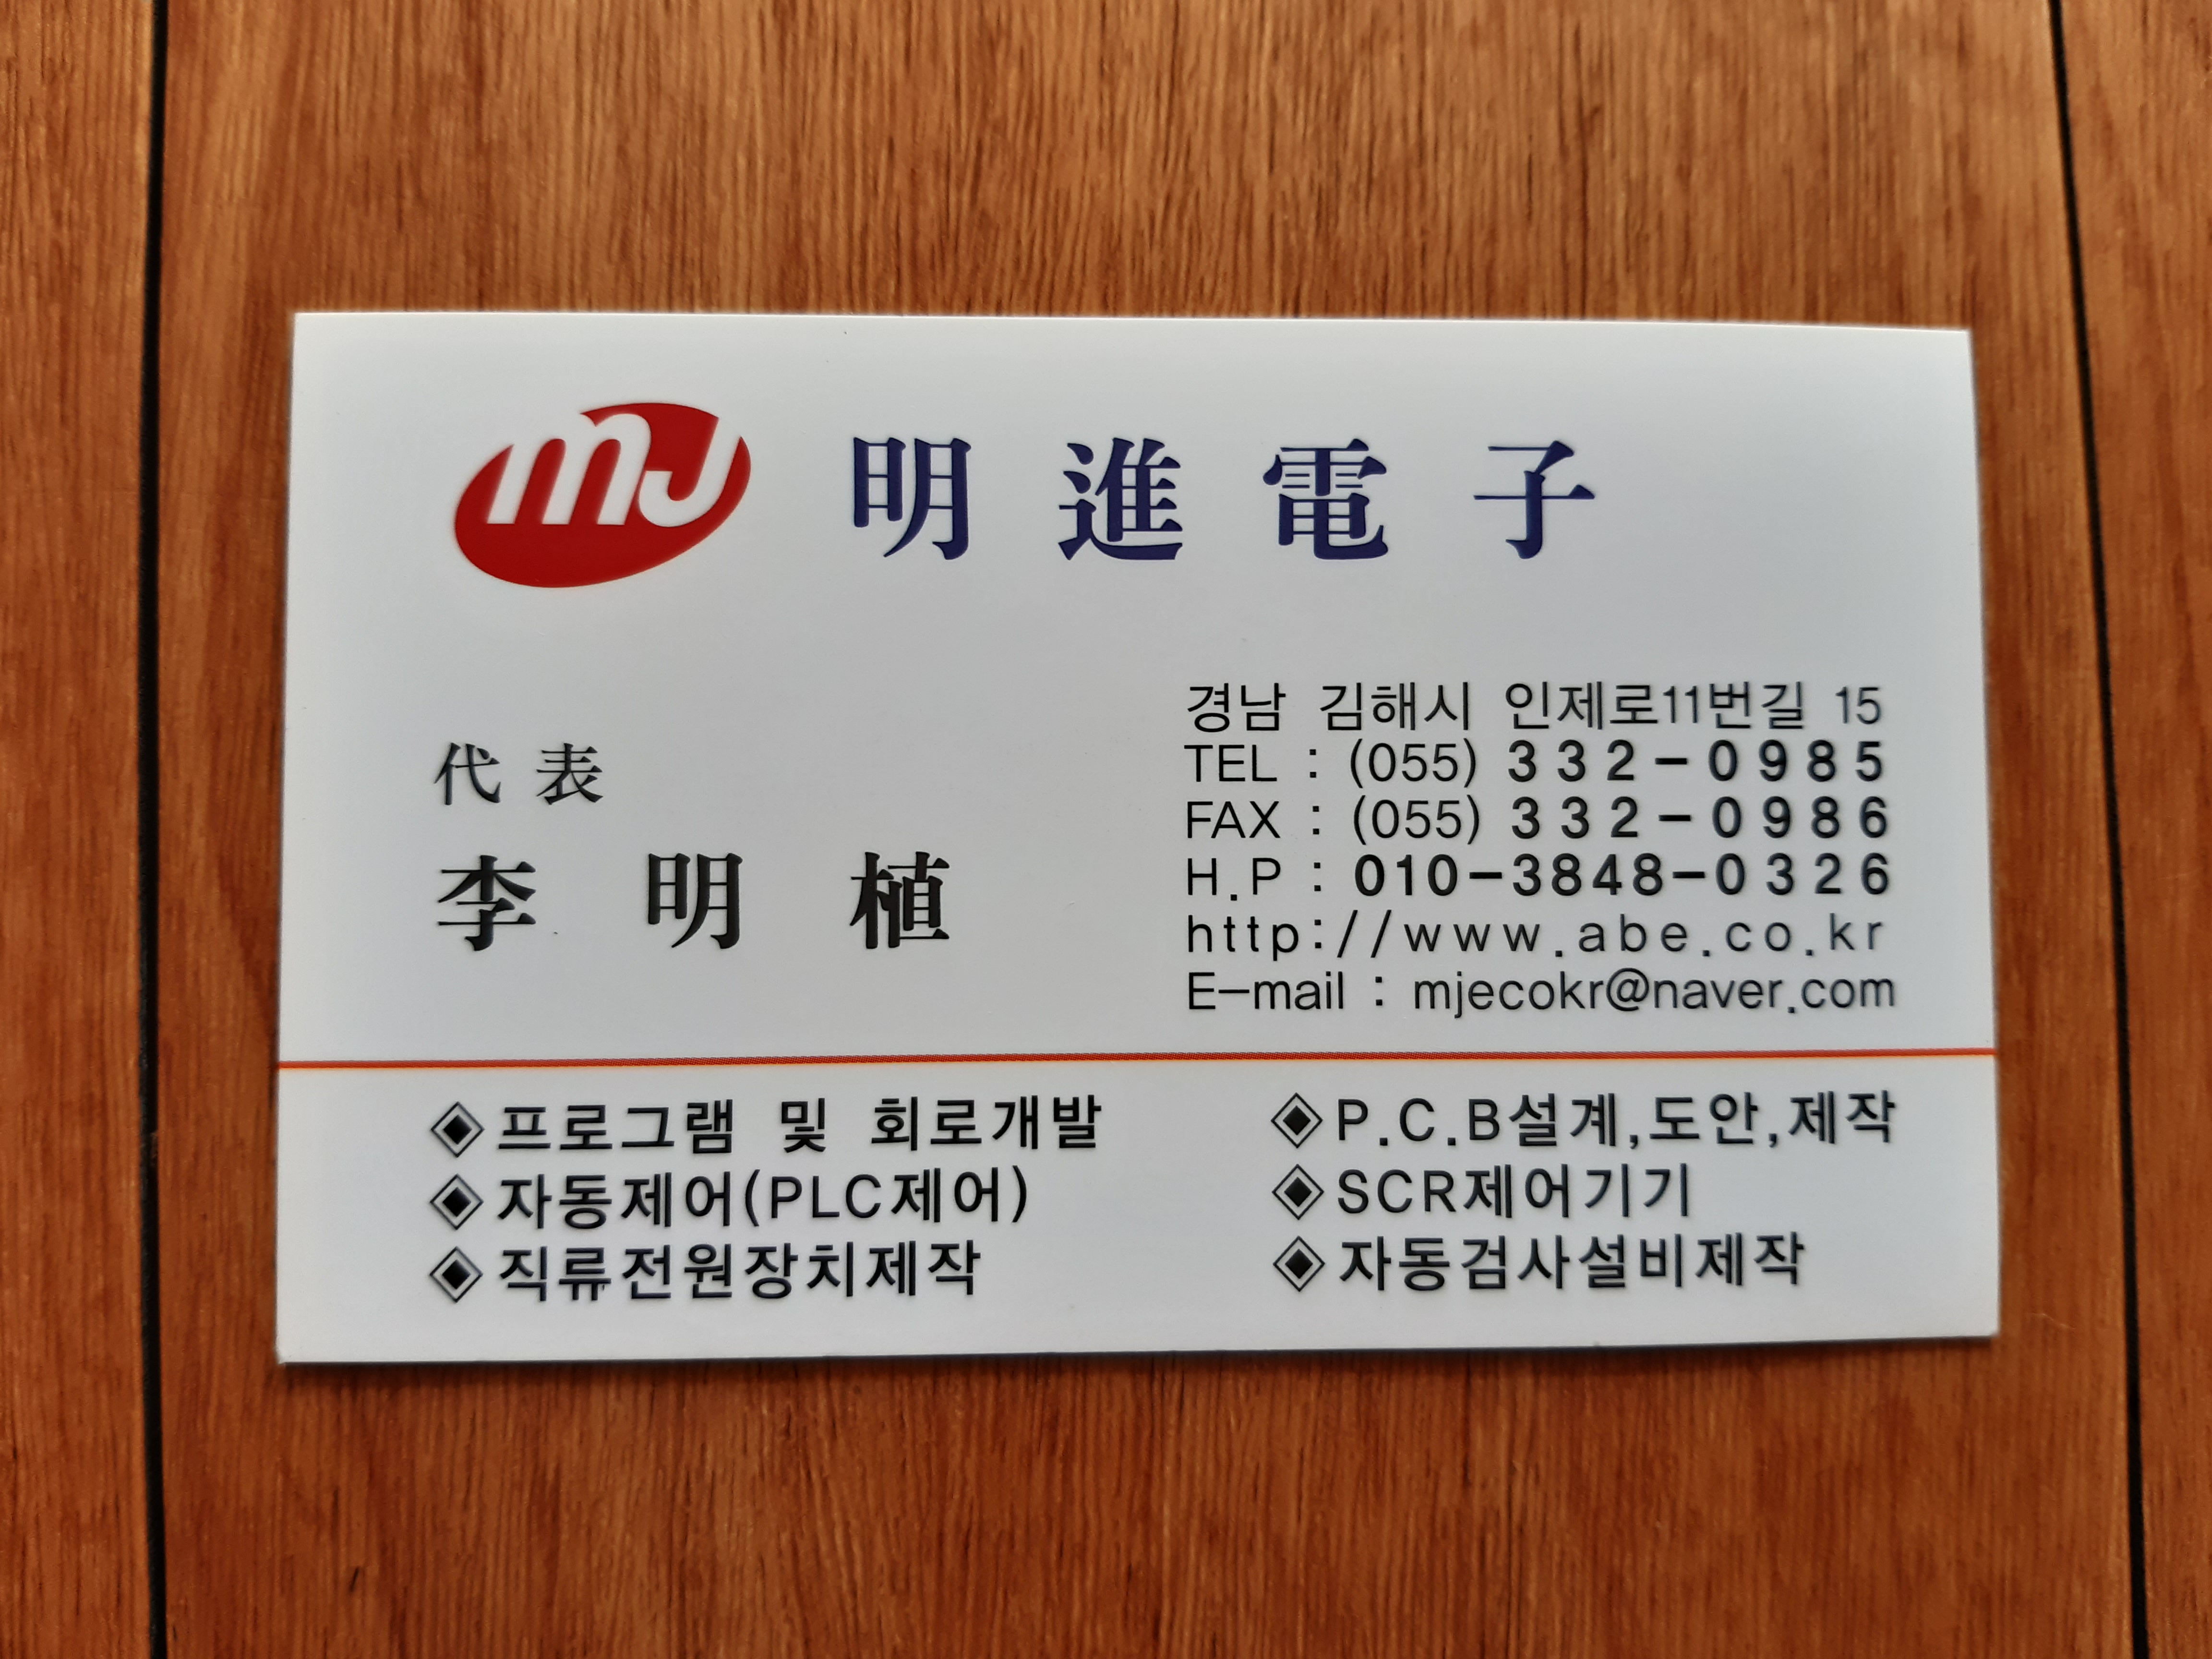 mj 明進電子
代表
李明植
경남 김해시 인제로11번길 15
TEL : (055) 332-0985
FAX : (055) 332-0986
H.P : 010-3848-0326
http://www.abe.co.kr
E-mail : mjecokr@naver.com
◈프로그램 및 회로개발
◈자동제어(PLC제어)
◈직류전원장치제작
◈P.C.B설계,도안,제작
◈SCR제어기기
◈자동검사설비제작